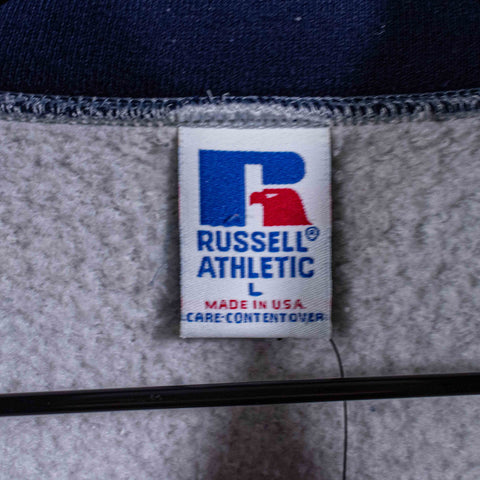 RUSSELL®
ATHLETIC
L
MADE IN U.S.A.
CARE-CONTENT OVER